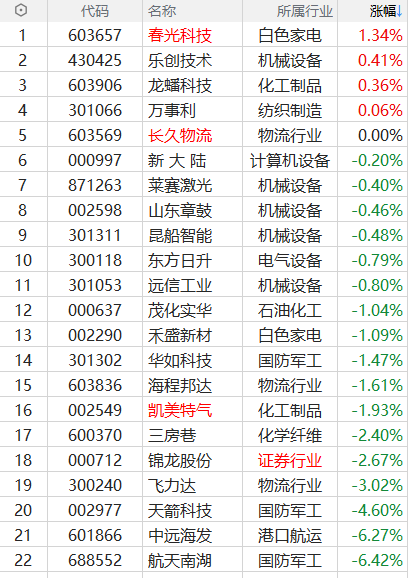 代码 名称 所属行业 涨幅↓
1 603657 春光科技 白色家电 1.34%
2 430425 乐创技术 机械设备 0.41%
3 603906 龙蟠科技 化工制品 0.36%
4 301066 万事利 纺织制造 0.06%
5 603569 长久物流 物流行业 0.00%
6 000997 新 大 陆 计算机设备 -0.20%
7 871263 莱赛激光 机械设备 -0.40%
8 002598 山东章鼓 机械设备 -0.46%
9 301311 昆船智能 机械设备 -0.48%
10 300118 东方日升 电气设备 -0.79%
11 301053 远信工业 机械设备 -0.80%
12 000637 茂化实华 石油化工 -1.04%
13 002290 禾盛新材 白色家电 -1.09%
14 301302 华如科技 国防军工 -1.47%
15 603836 海程邦达 物流行业 -1.61%
16 002549 凯美特气 化工制品 -1.93%
17 600370 三房巷 化学纤维 -2.40%
18 000712 锦龙股份 证券行业 -2.67%
19 300240 飞力达 物流行业 -3.02%
20 002977 天箭科技 国防军工 -4.60%
21 601866 中远海发 港口航运 -6.27%
22 688552 航天南湖 国防军工 -6.42%